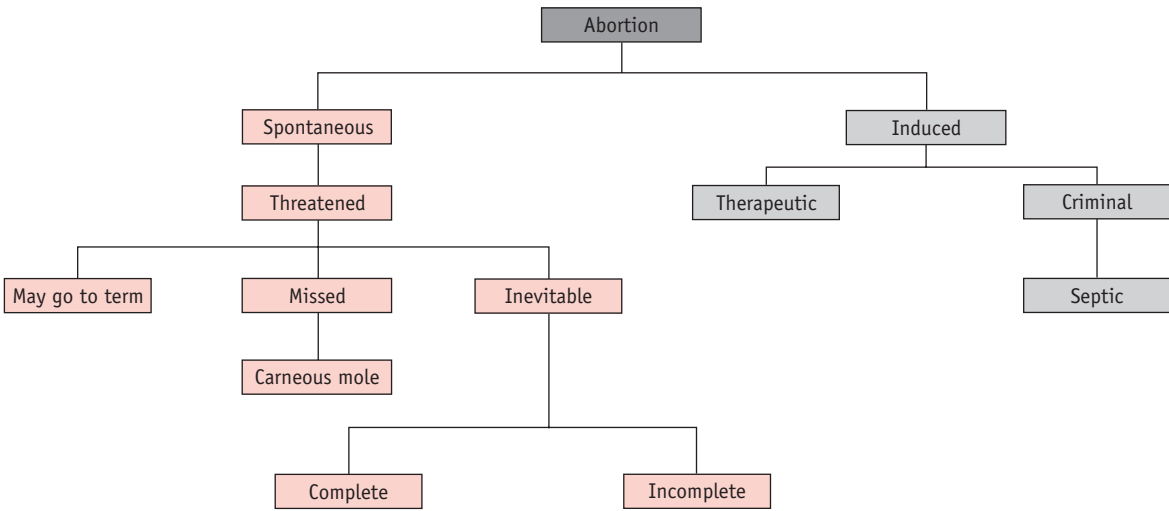 Abortion
Spontaneous
Induced
Threatened
Therapeutic
Criminal
May go to term
Missed
Inevitable
Septic
Carneous mole
Complete
Incomplete